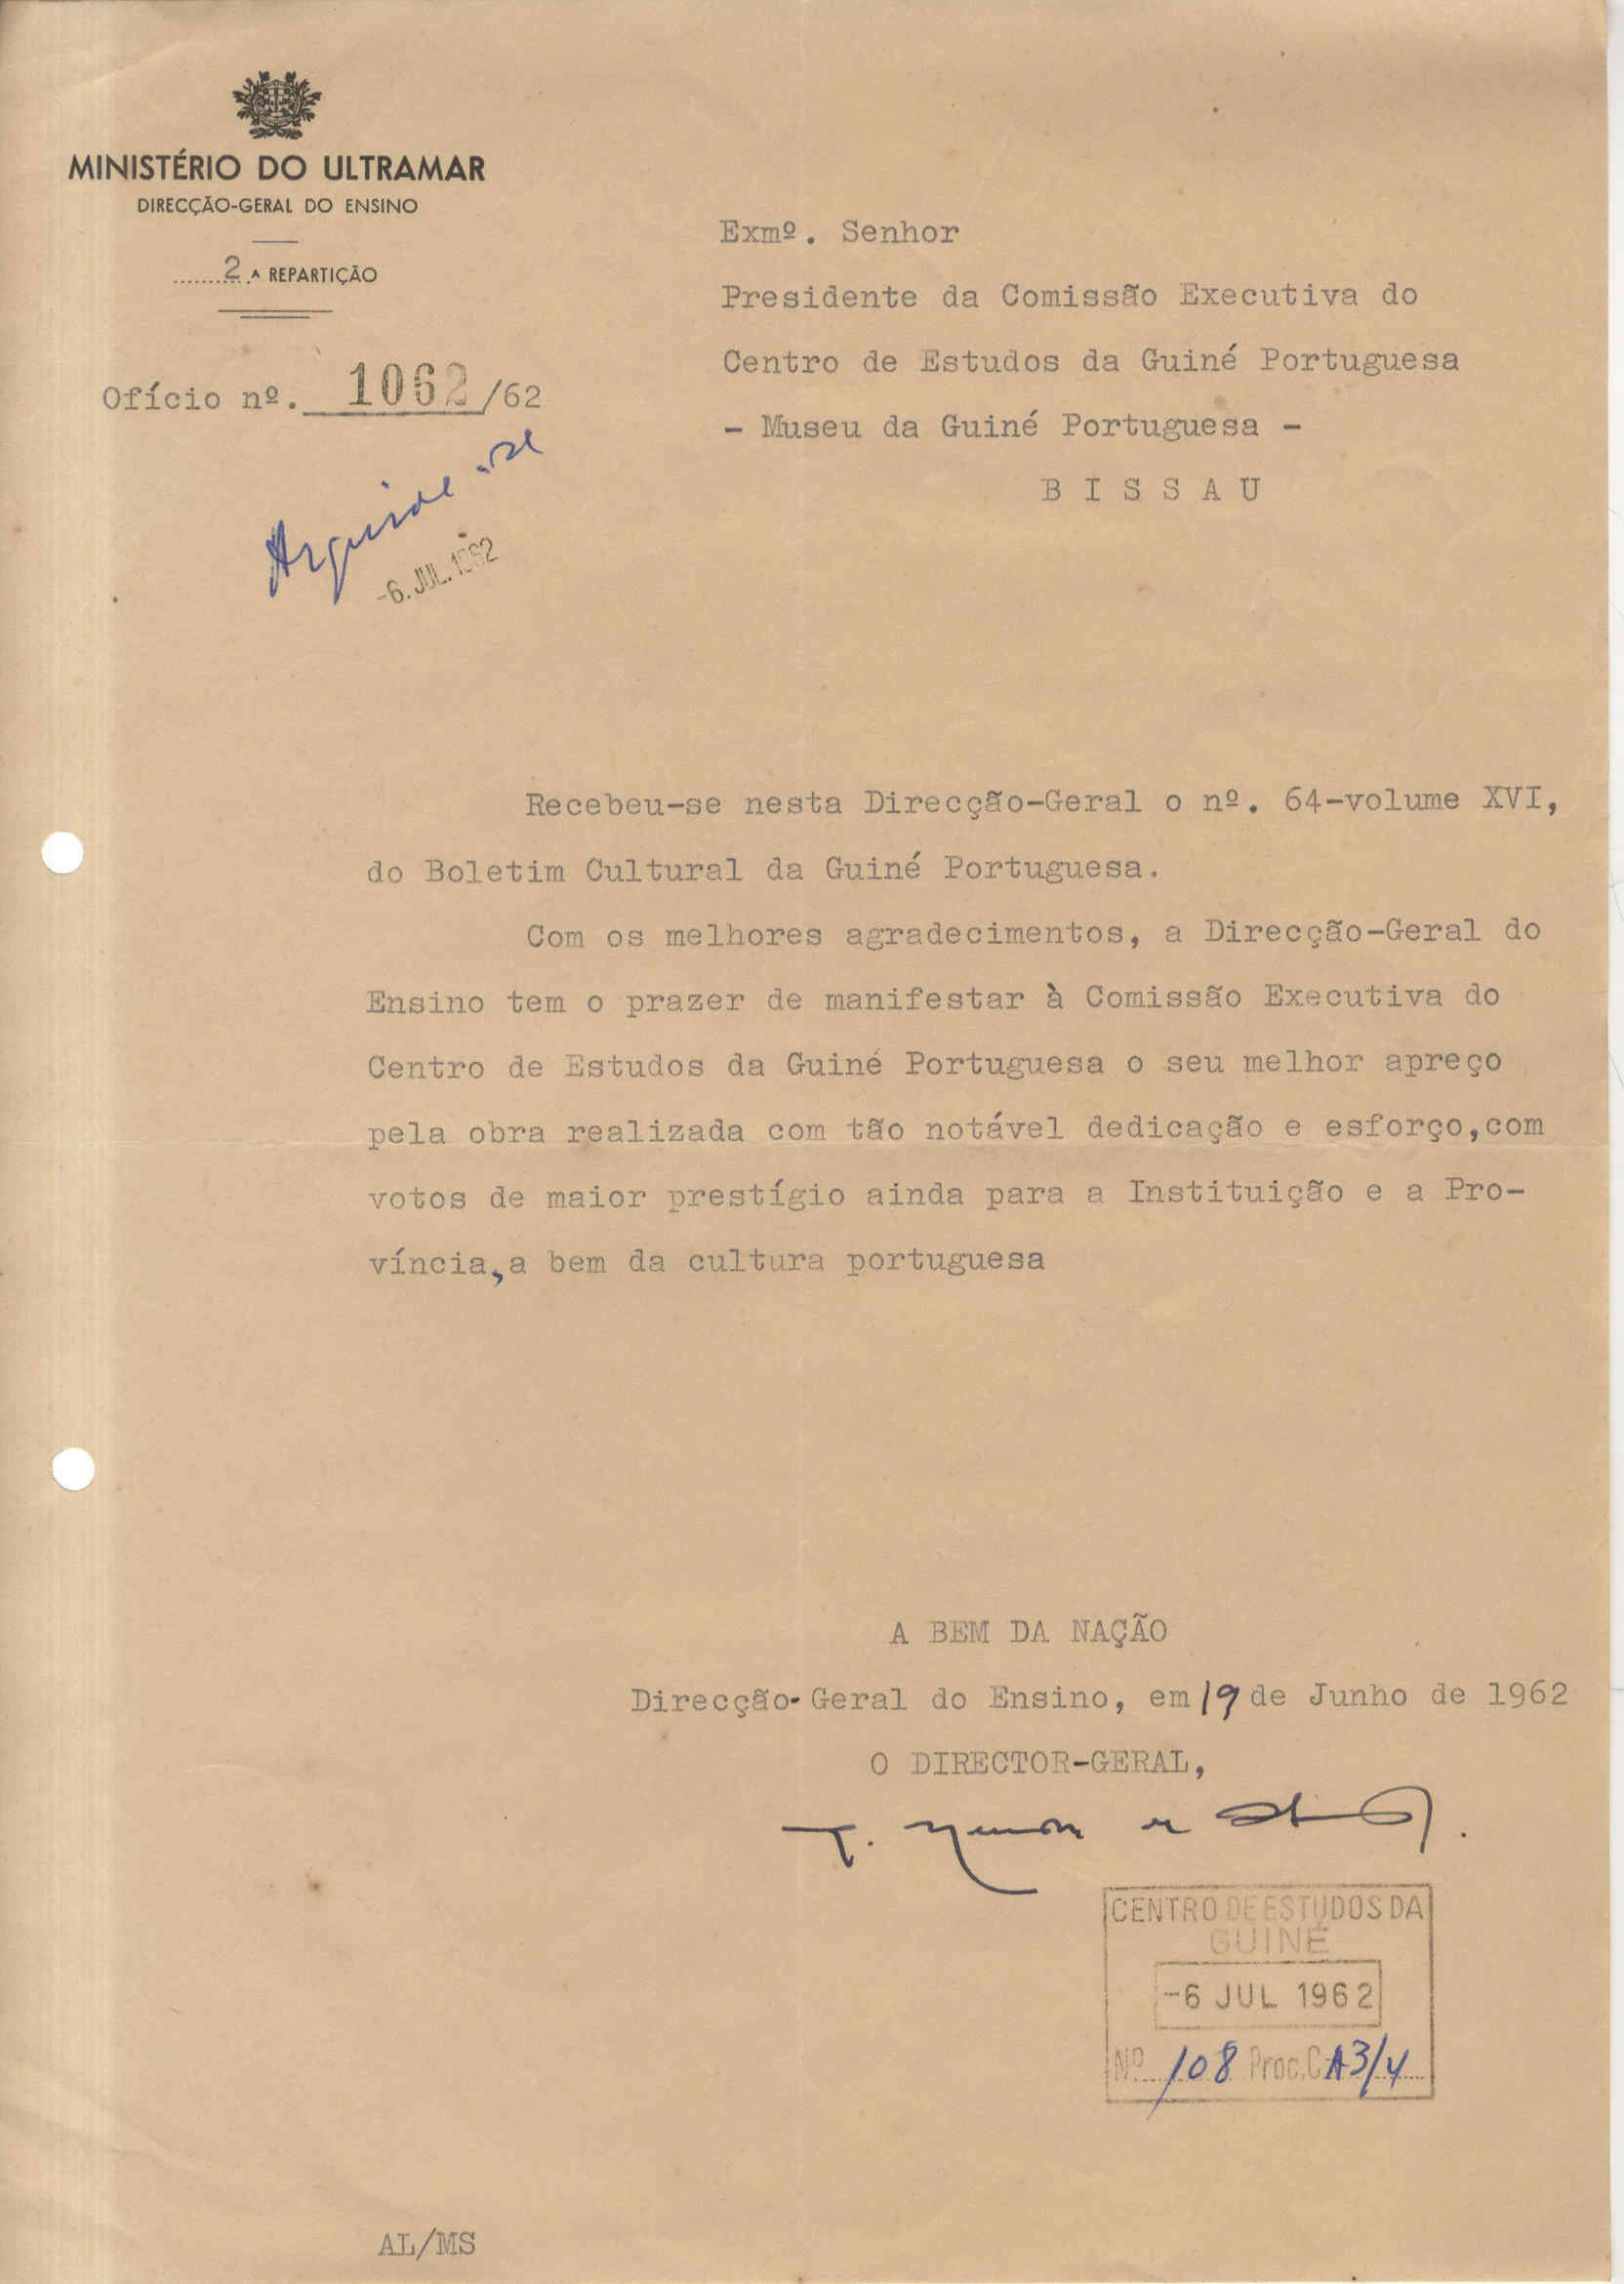 MINISTÉRIO DO ULTRAMAR
DIRECÇÃO-GERAL DO ENSINO
2.ª REPARTIÇÃO
Ofício nº. 1062/62
Arquive-se
-6. JUL. 1962
Exmº. Senhor
Presidente da Comissão Executiva do
Centro de Estudos da Guiné Portuguesa
- Museu da Guiné Portuguesa -
B I S S A U
Recebeu-se nesta Direcção-Geral o nº. 64-volume XVI,
do Boletim Cultural da Guiné Portuguesa.
Com os melhores agradecimentos, a Direcção-Geral do
Ensino tem o prazer de manifestar à Comissão Executiva do
Centro de Estudos da Guiné Portuguesa o seu melhor apreço
pela obra realizada com tão notável dedicação e esforço,com
votos de maior prestígio ainda para a Instituição e a Pro-
víncia,a bem da cultura portuguesa
A BEM DA NAÇÃO
Direcção-Geral do Ensino, em 19 de Junho de 1962
O DIRECTOR-GERAL,
CENTRO DE ESTUDOS DA
GUINÉ
-6 JUL 1962
Nº 108 Proc. CA3/4
AL/MS